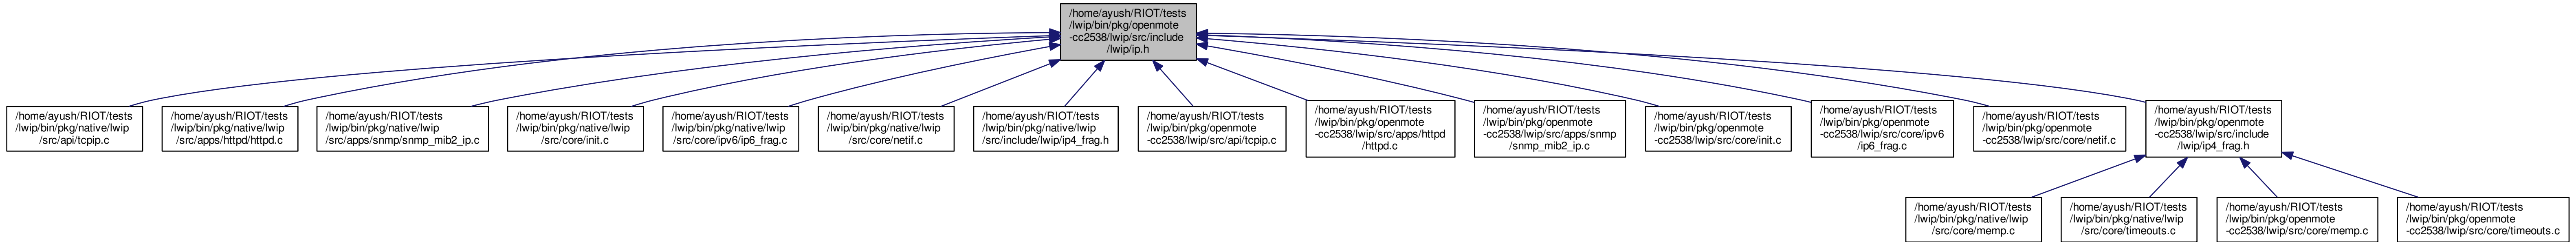 /home/ayush/RIOT/tests
/lwip/bin/pkg/openmote
-cc2538/lwip/src/include
/lwip/ip.h
/home/ayush/RIOT/tests
/lwip/bin/pkg/native/lwip
/src/api/tcpip.c
/home/ayush/RIOT/tests
/lwip/bin/pkg/native/lwip
/src/apps/httpd/httpd.c
/home/ayush/RIOT/tests
/lwip/bin/pkg/native/lwip
/src/apps/snmp/snmp_mib2_ip.c
/home/ayush/RIOT/tests
/lwip/bin/pkg/native/lwip
/src/core/init.c
/home/ayush/RIOT/tests
/lwip/bin/pkg/native/lwip
/src/core/ipv6/ip6_frag.c
/home/ayush/RIOT/tests
/lwip/bin/pkg/native/lwip
/src/core/netif.c
/home/ayush/RIOT/tests
/lwip/bin/pkg/native/lwip
/src/include/lwip/ip4_frag.h
/home/ayush/RIOT/tests
/lwip/bin/pkg/openmote
-cc2538/lwip/src/api/tcpip.c
/home/ayush/RIOT/tests
/lwip/bin/pkg/openmote
-cc2538/lwip/src/apps/httpd
/httpd.c
/home/ayush/RIOT/tests
/lwip/bin/pkg/openmote
-cc2538/lwip/src/apps/snmp
/snmp_mib2_ip.c
/home/ayush/RIOT/tests
/lwip/bin/pkg/openmote
-cc2538/lwip/src/core/init.c
/home/ayush/RIOT/tests
/lwip/bin/pkg/openmote
-cc2538/lwip/src/core/ipv6
/ip6_frag.c
/home/ayush/RIOT/tests
/lwip/bin/pkg/openmote
-cc2538/lwip/src/core/netif.c
/home/ayush/RIOT/tests
/lwip/bin/pkg/openmote
-cc2538/lwip/src/include
/lwip/ip4_frag.h
/home/ayush/RIOT/tests
/lwip/bin/pkg/native/lwip
/src/core/memp.c
/home/ayush/RIOT/tests
/lwip/bin/pkg/native/lwip
/src/core/timeouts.c
/home/ayush/RIOT/tests
/lwip/bin/pkg/openmote
-cc2538/lwip/src/core/memp.c
/home/ayush/RIOT/tests
/lwip/bin/pkg/openmote
-cc2538/lwip/src/core/timeouts.c